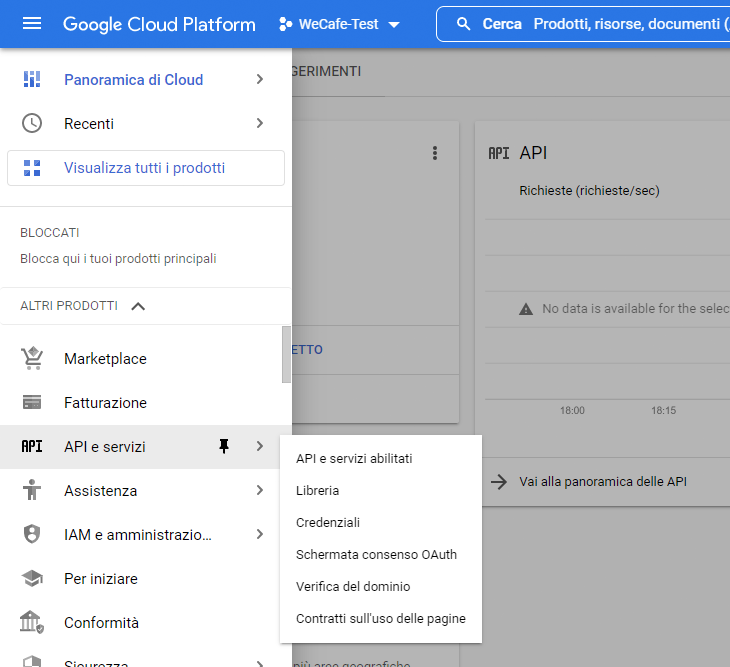 Google Cloud Platform
WeCafe-Test
Cerca Prodotti, risorse, documenti (
Panoramica di Cloud
Recenti
Visualizza tutti i prodotti
BLOCCATI
Blocca qui i tuoi prodotti principali
ALTRI PRODOTTI
Marketplace
Fatturazione
API API e servizi
Assistenza
IAM e amministrazio...
Per iniziare
Conformità
Sicurezza
API e servizi abilitati
Libreria
Credenziali
Schermata consenso OAuth
Verifica del dominio
Contratti sull'uso delle pagine
GERIMENTI
ETTO
più aree geografiche
API API
Richieste (richieste/sec)
No data is available for the selec
18:00 18:15
Vai alla panoramica delle API